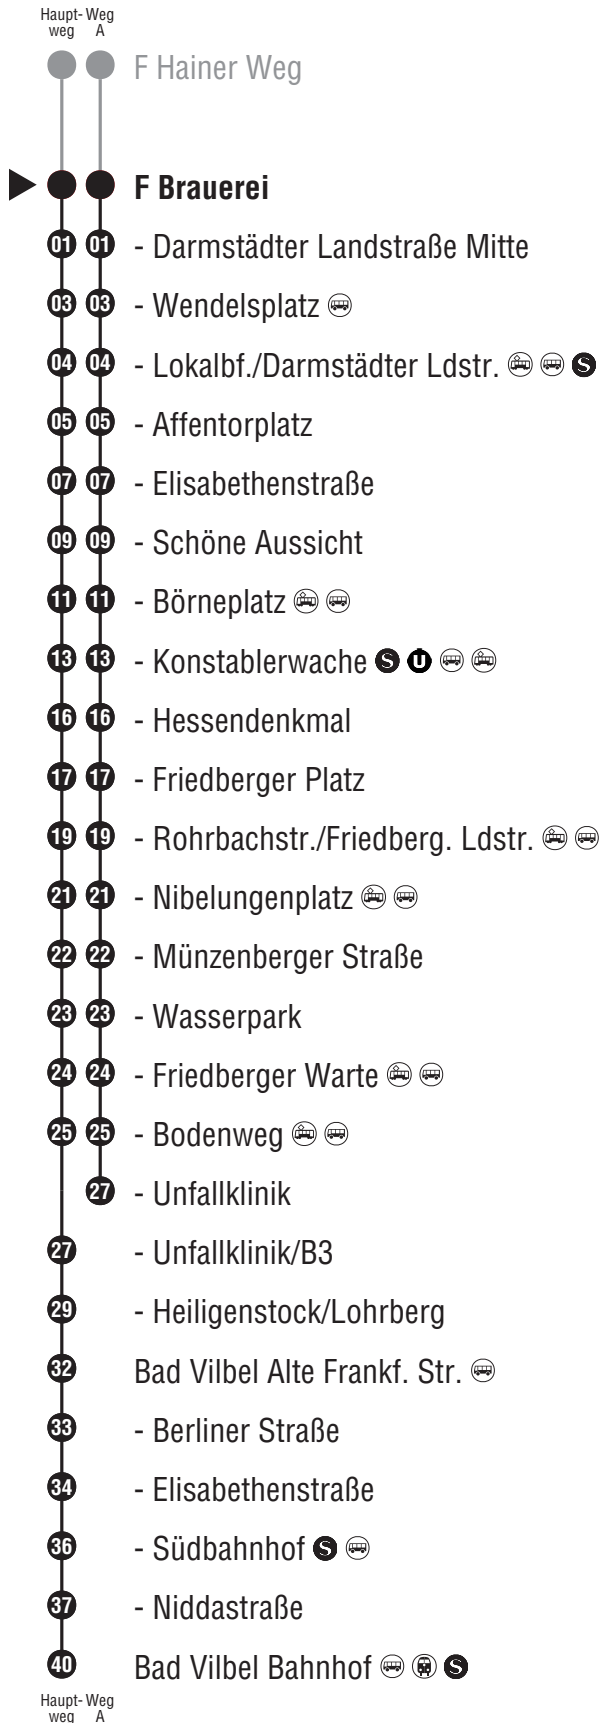 Haupt- Weg
weg A
F Hainer Weg
F Brauerei
01 01 - Darmstädter Landstraße Mitte
03 03 - Wendelsplatz
04 04 - Lokalbf./Darmstädter Ldstr. S
05 05 - Affentorplatz
07 07 - Elisabethenstraße
09 09 - Schöne Aussicht
11 11 - Börneplatz
13 13 - Konstablerwache S U
16 16 - Hessendenkmal
17 17 - Friedberger Platz
19 19 - Rohrbachstr./Friedberg. Ldstr.
21 21 - Nibelungenplatz
22 22 - Münzenberger Straße
23 23 - Wasserpark
24 24 - Friedberger Warte
25 25 - Bodenweg
27 - Unfallklinik
27 - Unfallklinik/B3
29 - Heiligenstock/Lohrberg
32 Bad Vilbel Alte Frankf. Str.
33 - Berliner Straße
34 - Elisabethenstraße
36 - Südbahnhof S
37 - Niddastraße
40 Bad Vilbel Bahnhof S
Haupt- Weg
weg A